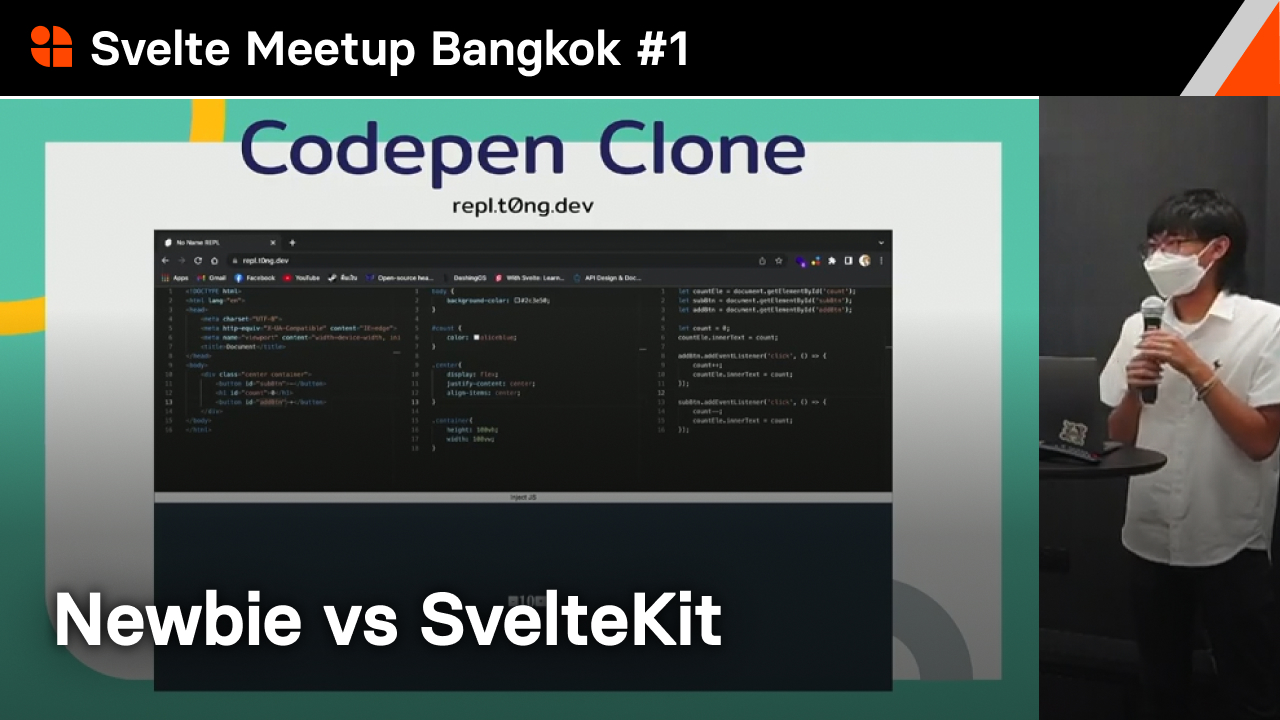 Svelte Meetup Bangkok #1
Codepen Clone
repl.t0ng.dev
No Name REPL
repl.t0ng.dev
Apps Gmail Facebook YouTube Open-source hea... DashingOS With Svelte: Learn... API Design & Doc...
1 <!DOCTYPE html>
2 <html lang="en">
3 <head>
4 <meta charset="UTF-8">
5 <meta http-equiv="X-UA-Compatible" content="IE=edge">
6 <meta name="viewport" content="width=device-width, ini
7 <title>Document</title>
8 </head>
9 <body>
10 <div class="center container">
11 <button id="subBtn">-</button>
12 <h1 id="count">0</h1>
13 <button id="addBtn">+</button>
14 </div>
15 </body>
16 </html>
1 body {
2 background-color: #2c3e50;
3 }
4
5 #count {
6 color: aliceblue;
7 }
8
9 .center{
10 display: flex;
11 justify-content: center;
12 align-items: center;
13 }
14
15 .container{
16 height: 100vh;
17 width: 100vw;
18 }
1 let countEle = document.getElementById("count");
2 let subBtn = document.getElementById("subBtn");
3 let addBtn = document.getElementById("addBtn");
4
5 let count = 0;
6 countEle.innerText = count;
7
8 addBtn.addEventListener("click", () => {
9 count++;
10 countEle.innerText = count;
11 });
12
13 subBtn.addEventListener("click", () => {
14 count--;
15 countEle.innerText = count;
16 });
Inject JS
10
Newbie vs SvelteKit